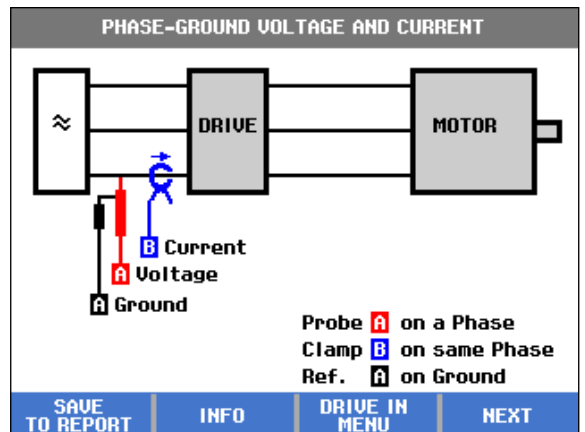 PHASE-GROUND VOLTAGE AND CURRENT
≈
DRIVE
MOTOR
B Current
A Voltage
A Ground
Probe A on a Phase
Clamp B on same Phase
Ref. A on Ground
SAVE TO REPORT
INFO
DRIVE IN MENU
NEXT